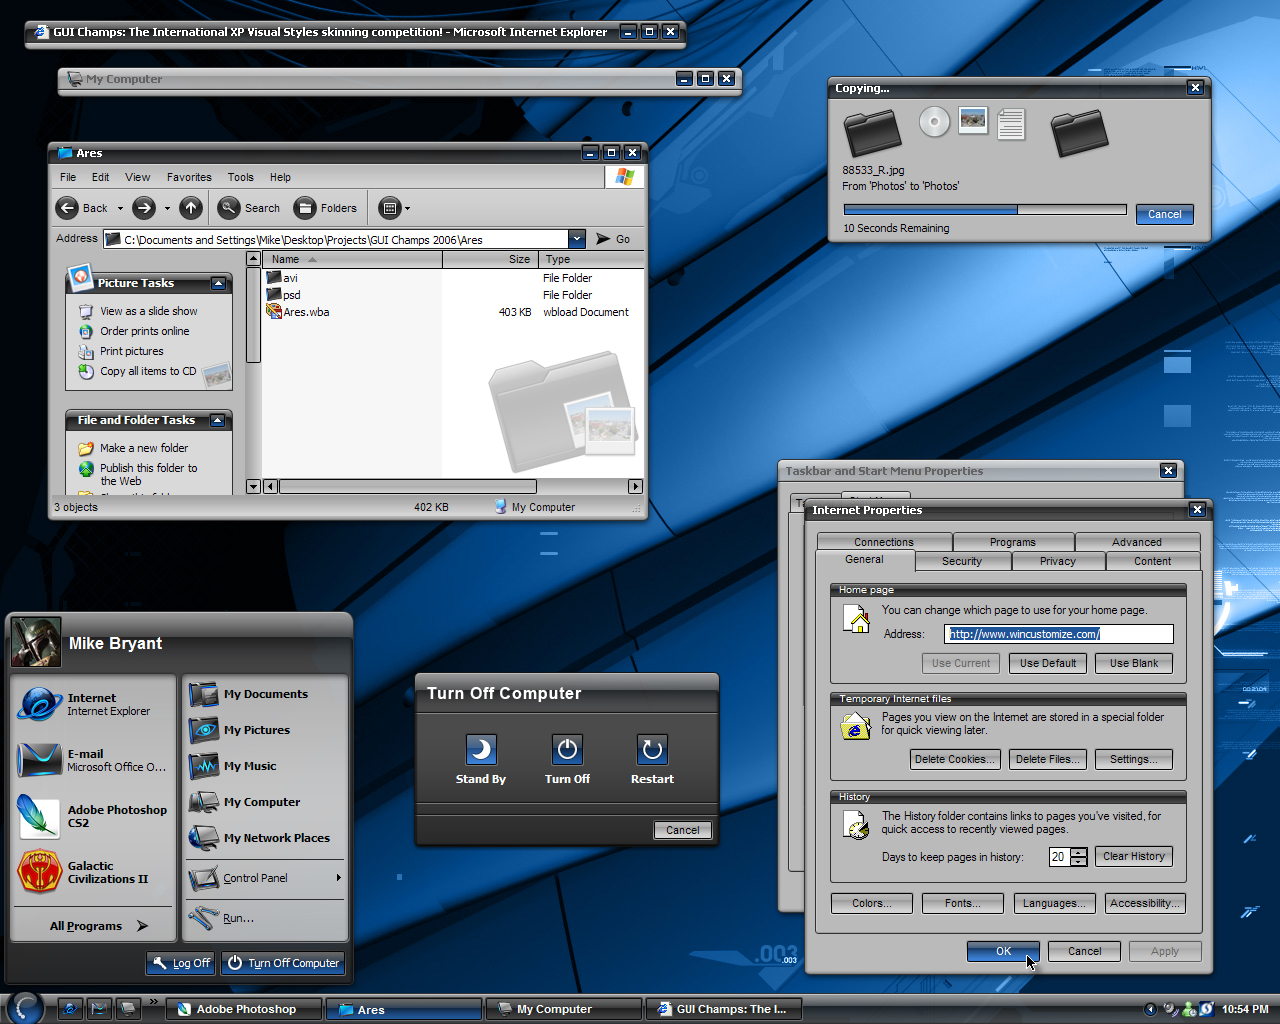 GUI Champs: The International XP Visual Styles skinning competition! - Microsoft Internet Explorer
My Computer
Copying...
88533_R.jpg
From 'Photos' to 'Photos'
Cancel
10 Seconds Remaining
Ares
File Edit View Favorites Tools Help
Back Search Folders
Address C:\Documents and Settings\Mike\Desktop\Projects\GUI Champs 2006\Ares Go
Picture Tasks
View as a slide show
Order prints online
Print pictures
Copy all items to CD
File and Folder Tasks
Make a new folder
Publish this folder to
the Web
Name Size Type
avi File Folder
psd File Folder
Ares.wba 403 KB wbload Document
3 objects 402 KB My Computer
Taskbar and Start Menu Properties
Internet Properties
Connections Programs Advanced
General Security Privacy Content
Home page
You can change which page to use for your home page.
Address: http://www.wincustomize.com/
Use Current Use Default Use Blank
Temporary Internet files
Pages you view on the Internet are stored in a special folder
for quick viewing later.
Delete Cookies... Delete Files... Settings...
History
The History folder contains links to pages you've visited, for
quick access to recently viewed pages.
Days to keep pages in history: 20 Clear History
Colors... Fonts... Languages... Accessibility...
OK Cancel Apply
Mike Bryant
Internet
Internet Explorer
E-mail
Microsoft Office O...
Adobe Photoshop
CS2
Galactic
Civilizations II
All Programs
My Documents
My Pictures
My Music
My Computer
My Network Places
Control Panel
Run...
Log Off Turn Off Computer
Turn Off Computer
Stand By Turn Off Restart
Cancel
.003
.003
Adobe Photoshop
Ares
My Computer
GUI Champs: The I...
10:54 PM